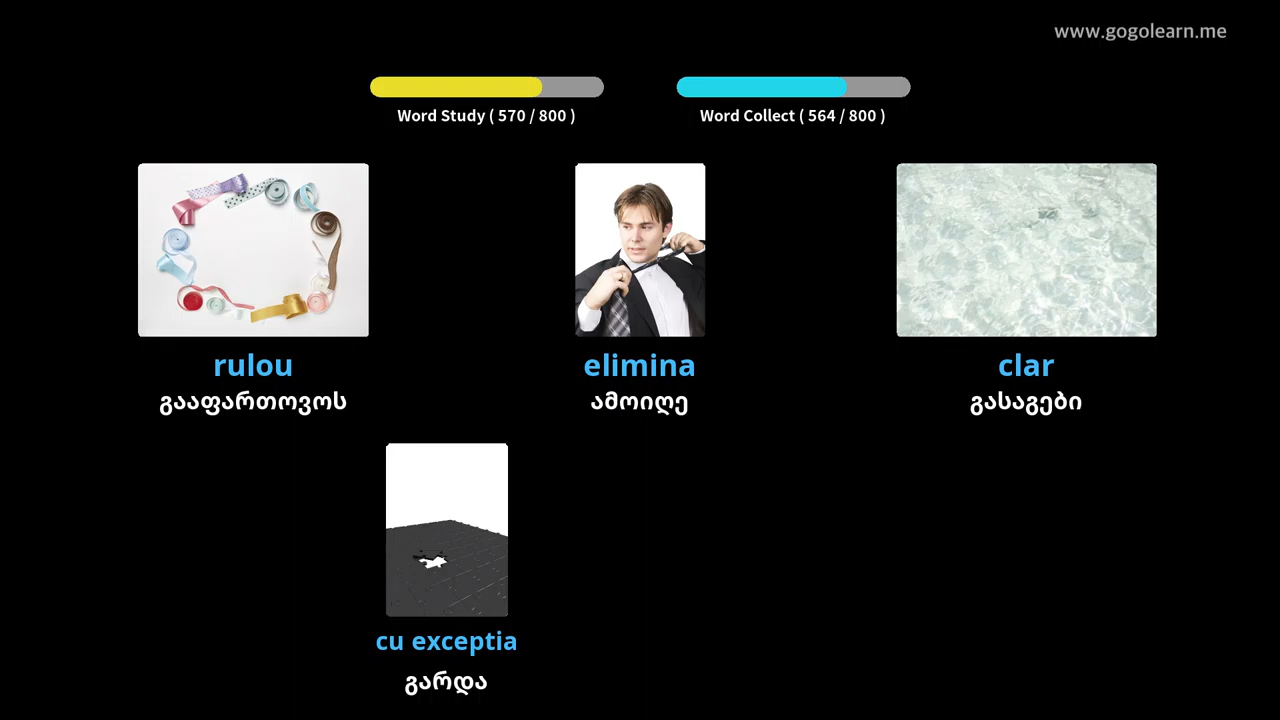 www.gogolearn.me
Word Study ( 570 / 800 )
Word Collect ( 564 / 800 )
rulou
elimina
clar
გააფართოვოს
ამოიღე
გასაგები
cu exceptia
გარდა